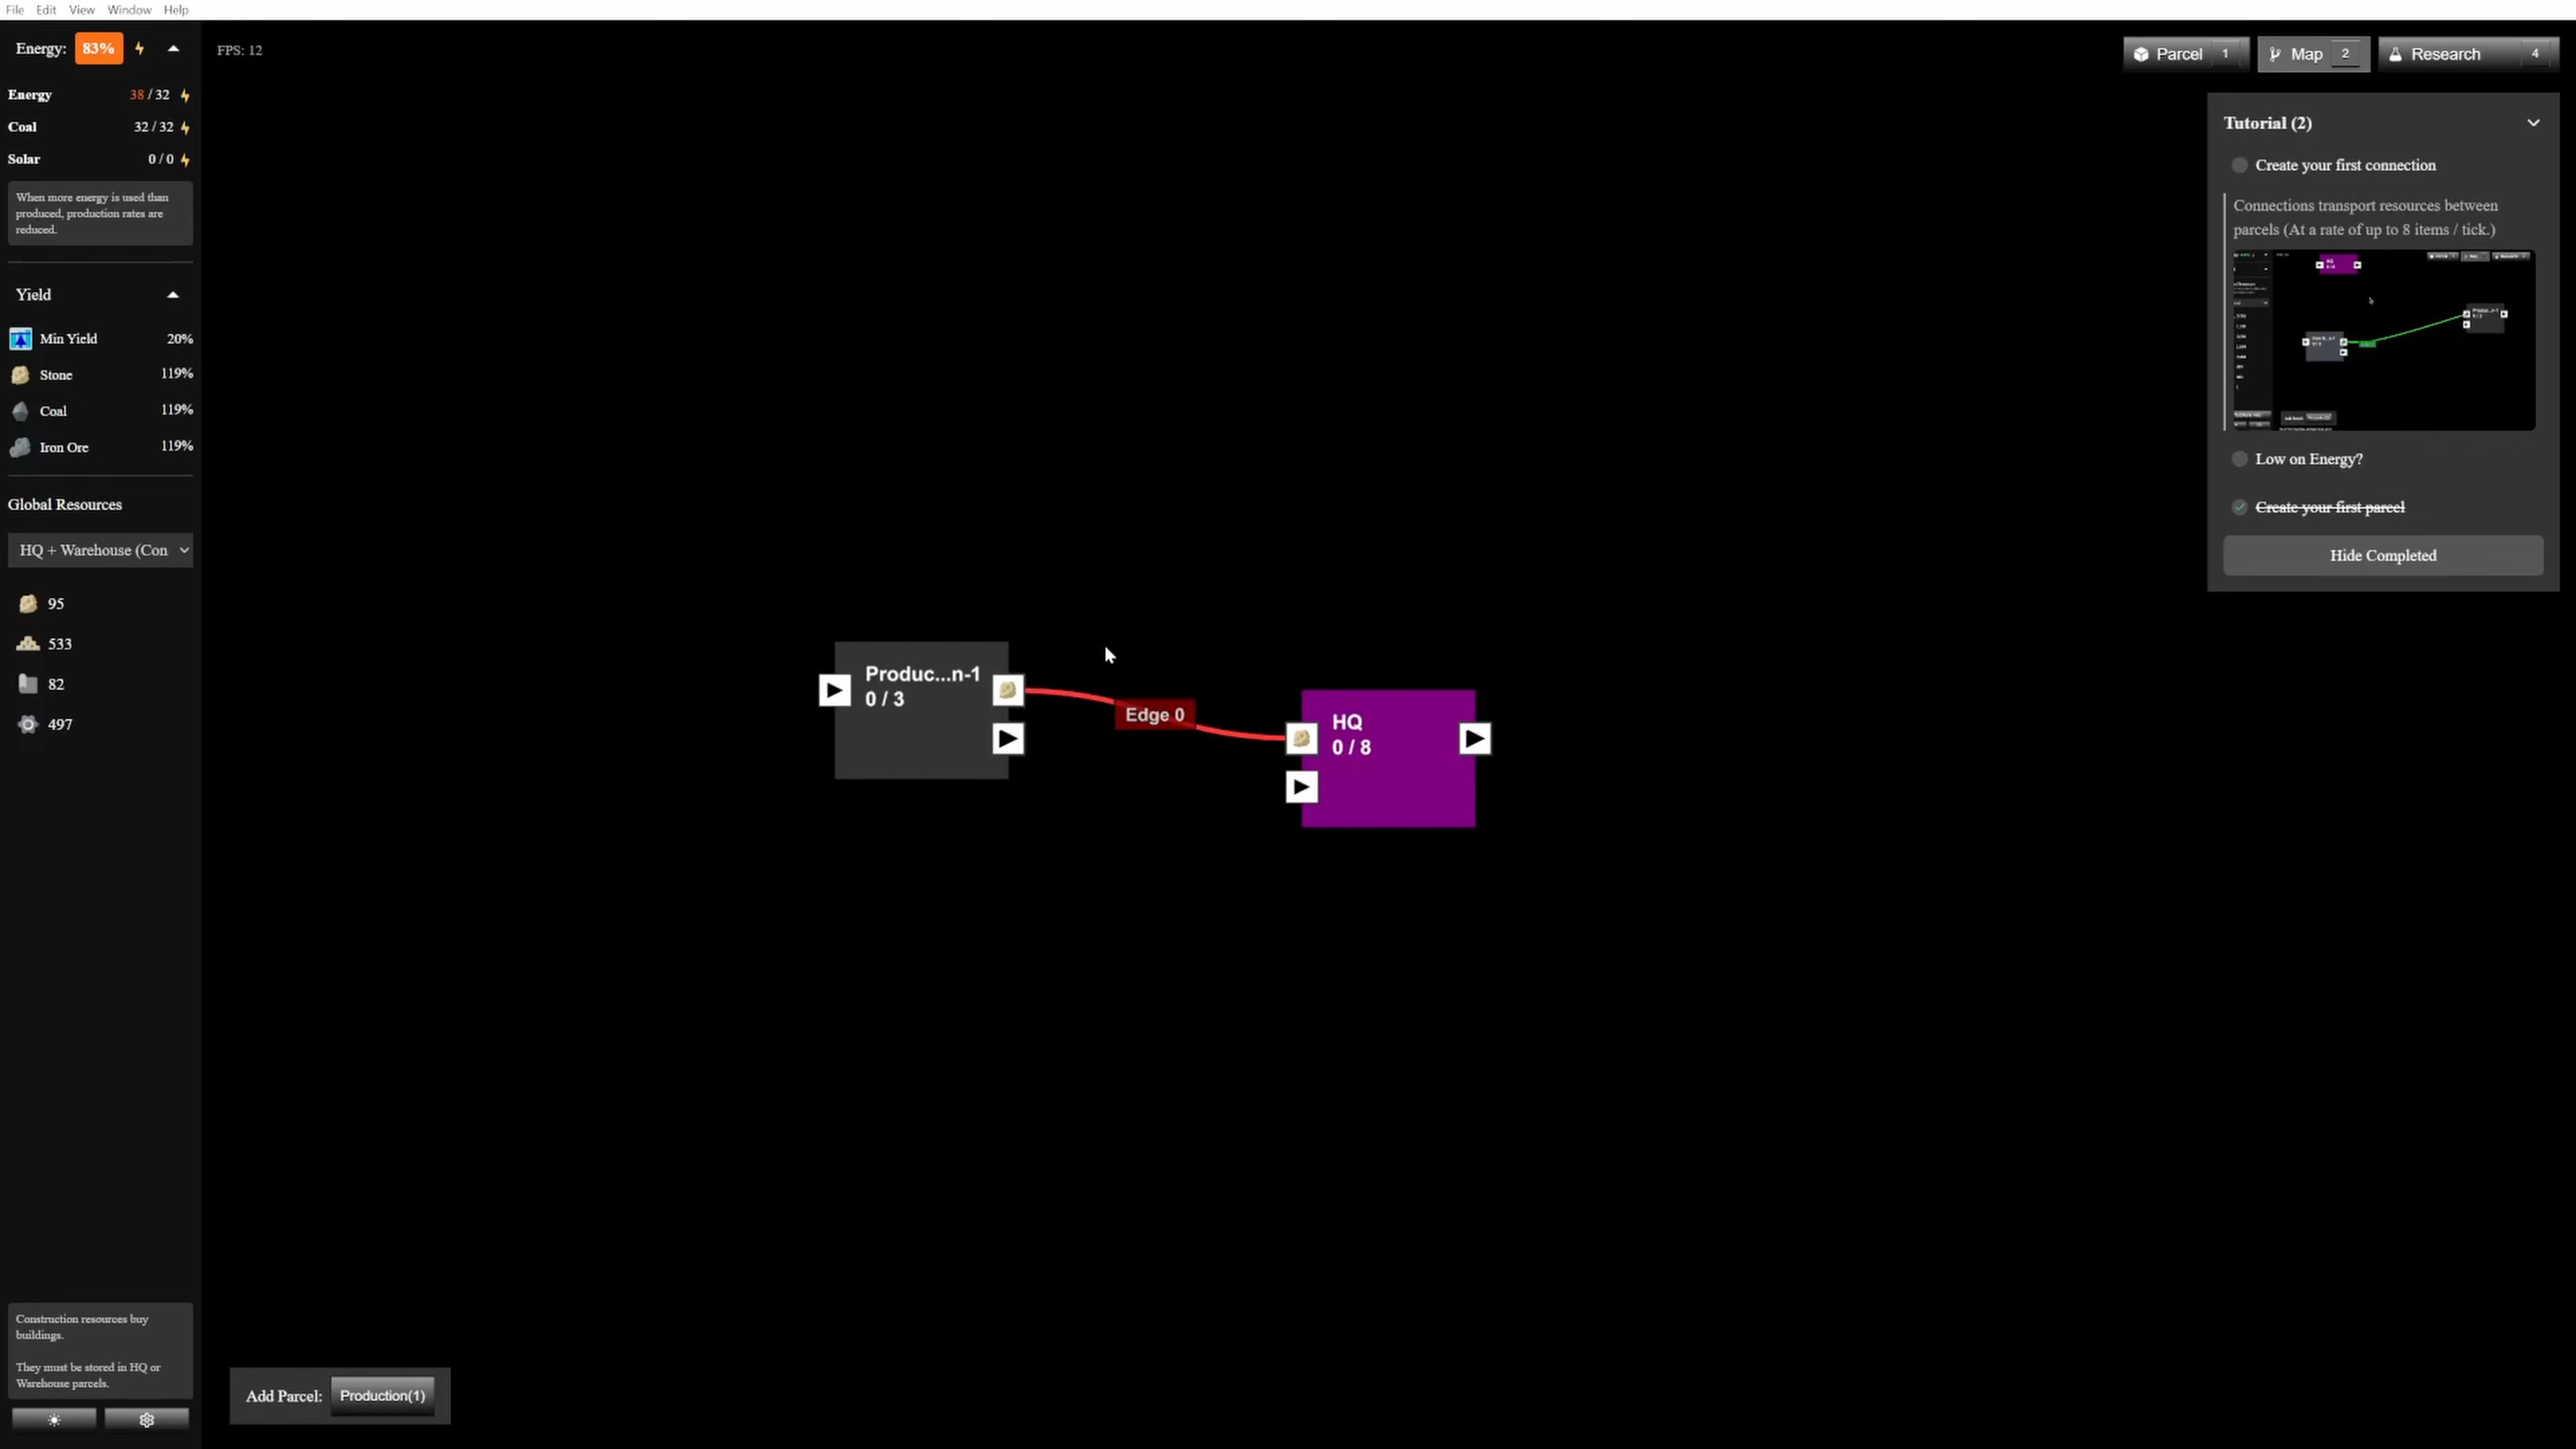 File Edit View Window Help
Energy: 83%
FPS: 12
Parcel 1
Map 2
Research 4
Energy 38 / 32
Coal 32 / 32
Solar 0 / 0
When more energy is used than
produced, production rates are
reduced.
Yield
Min Yield 20%
Stone 119%
Coal 119%
Iron Ore 119%
Global Resources
HQ + Warehouse (Con
95
533
82
497
Construction resources buy
buildings.
They must be stored in HQ or
Warehouse parcels.
Produc...n-1
0 / 3
Edge 0
HQ
0 / 8
Add Parcel: Production(1)
Tutorial (2)
Create your first connection
Connections transport resources between
parcels (At a rate of up to 8 items / tick.)
Low on Energy?
Create your first parcel
Hide Completed